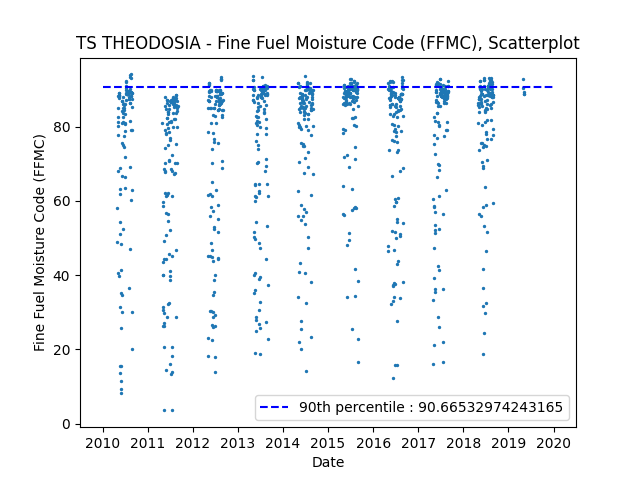 TS THEODOSIA - Fine Fuel Moisture Code (FFMC), Scatterplot
Fine Fuel Moisture Code (FFMC)
80
60
40
20
0
90th percentile : 90.66532974243165
2010 2011 2012 2013 2014 2015 2016 2017 2018 2019 2020
Date